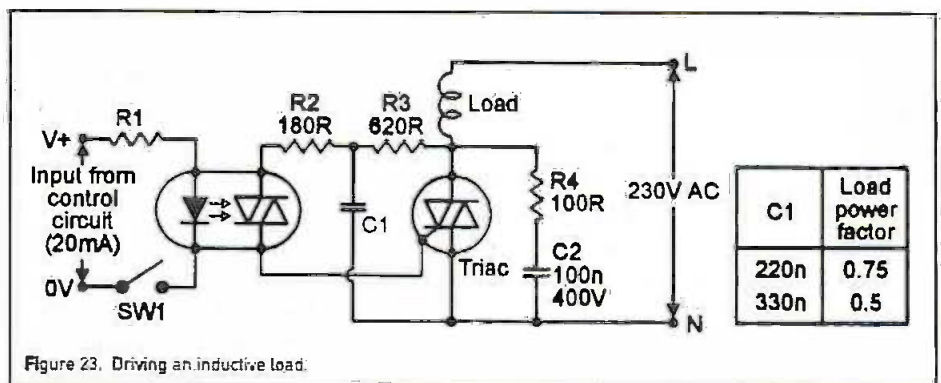 V+
R1
Input from
control
circuit
(20mA)
0V
SW1
R2
180R
R3
620R
C1
Load
Triac
R4
100R
C2
100n
400V
L
230V AC
N
C1
Load
power
factor
220n
0.75
330n
0.5
Figure 23. Driving an inductive load.